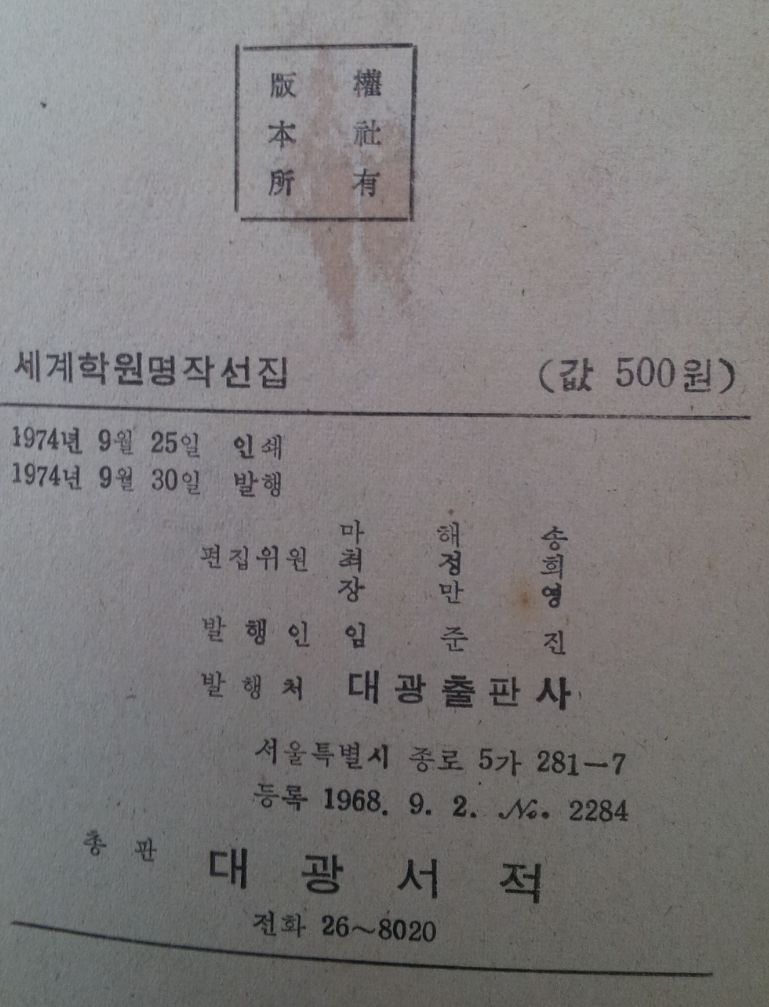 版權
本社
所有
세계학원명작선집 (값 500원)
1974년 9월 25일 인쇄
1974년 9월 30일 발행
편집위원
마해송
최정희
장만영
발행인 임준진
발행처 대광출판사
서울특별시 종로 5가 281—7
등록 1968. 9. 2. No. 2284
총판 대광서적
전화 26~8020